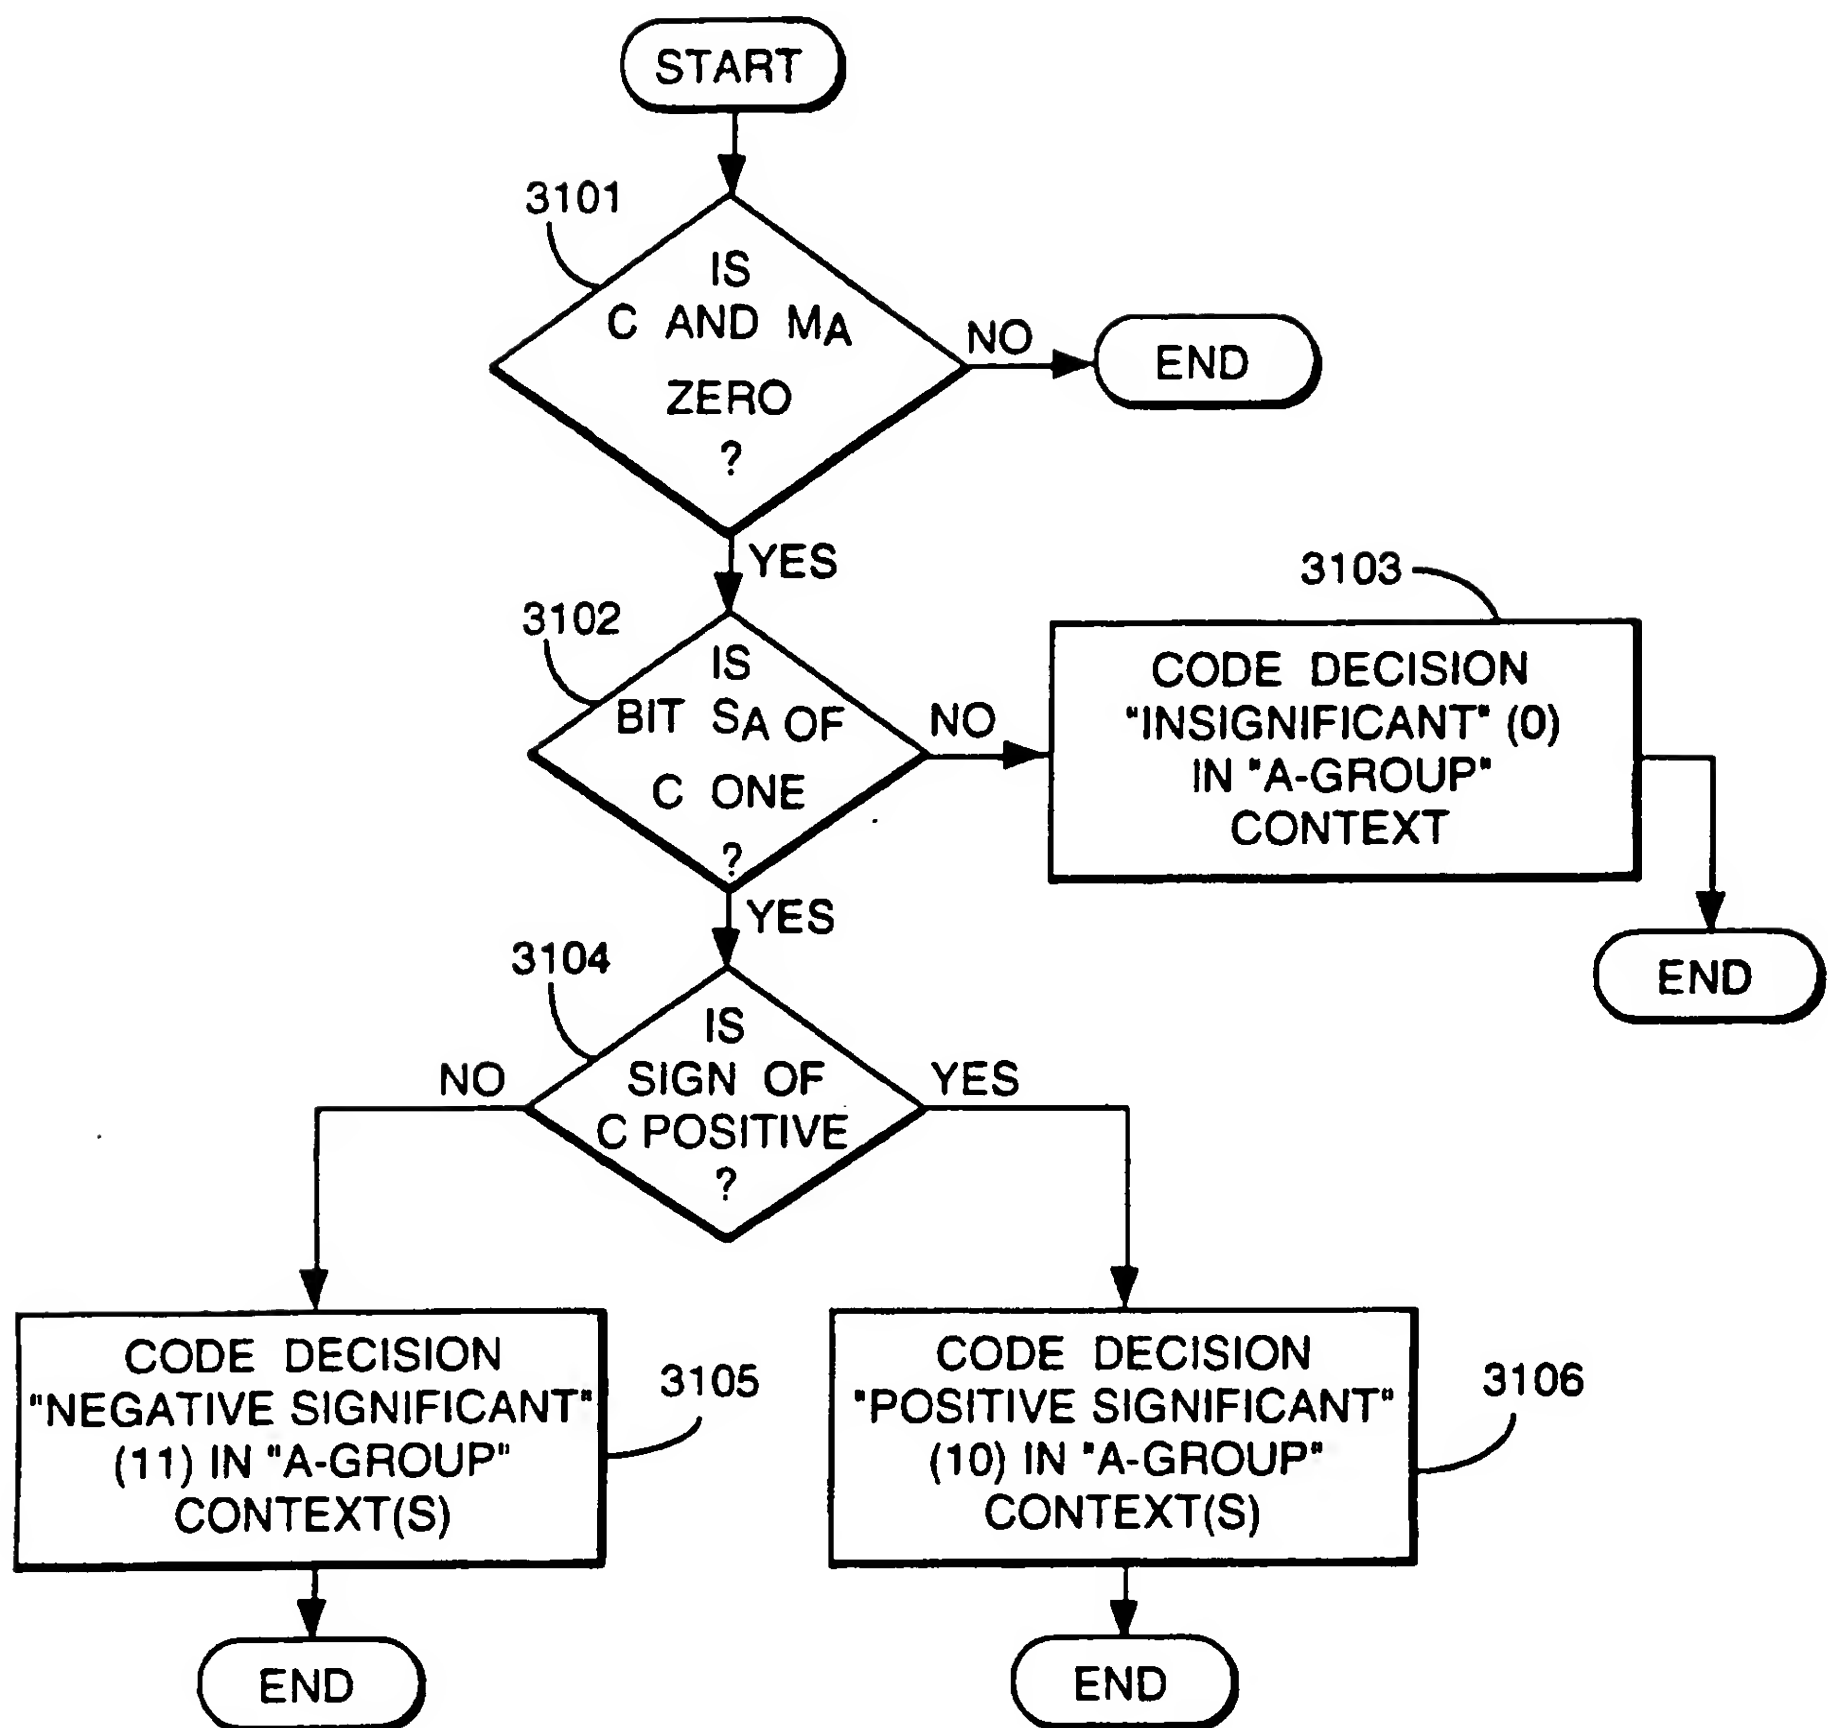 START
3101
IS
C AND MA
ZERO
?
NO
END
YES
3102
IS
BIT SA OF
C ONE
?
NO
3103
CODE DECISION
"INSIGNIFICANT" (0)
IN "A-GROUP"
CONTEXT
END
YES
3104
IS
SIGN OF
C POSITIVE
?
NO
YES
CODE DECISION
"NEGATIVE SIGNIFICANT"
(11) IN "A-GROUP"
CONTEXT(S)
3105
END
CODE DECISION
"POSITIVE SIGNIFICANT"
(10) IN "A-GROUP"
CONTEXT(S)
3106
END